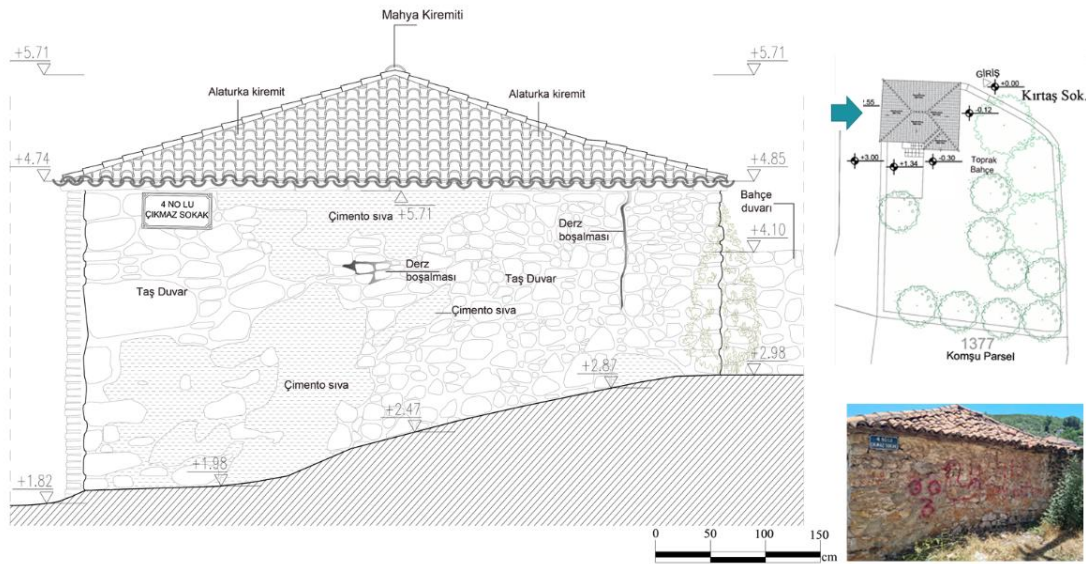 Mahya Kiremiti
+5.71
+5.71
Alaturka kiremit
Alaturka kiremit
+4.74
+4.85
4 NO LU
ÇIKMAZ SOKAK
Çimento sıva
+5.71
Derz
boşalması
Bahçe
duvarı
+4.10
Derz
boşalması
Taş Duvar
Taş Duvar
Çimento sıva
Çimento sıva
+2.98
+2.87
+2.47
+1.98
+1.82
0
50
100
150
cm
GİRİŞ
+0.00
Kırtaş Sok.
-0.12
+3.00
+1.34
-0.30
Toprak
Bahçe
1377
Komşu Parsel
4 NOLU
ÇIKMAZ SOKAK